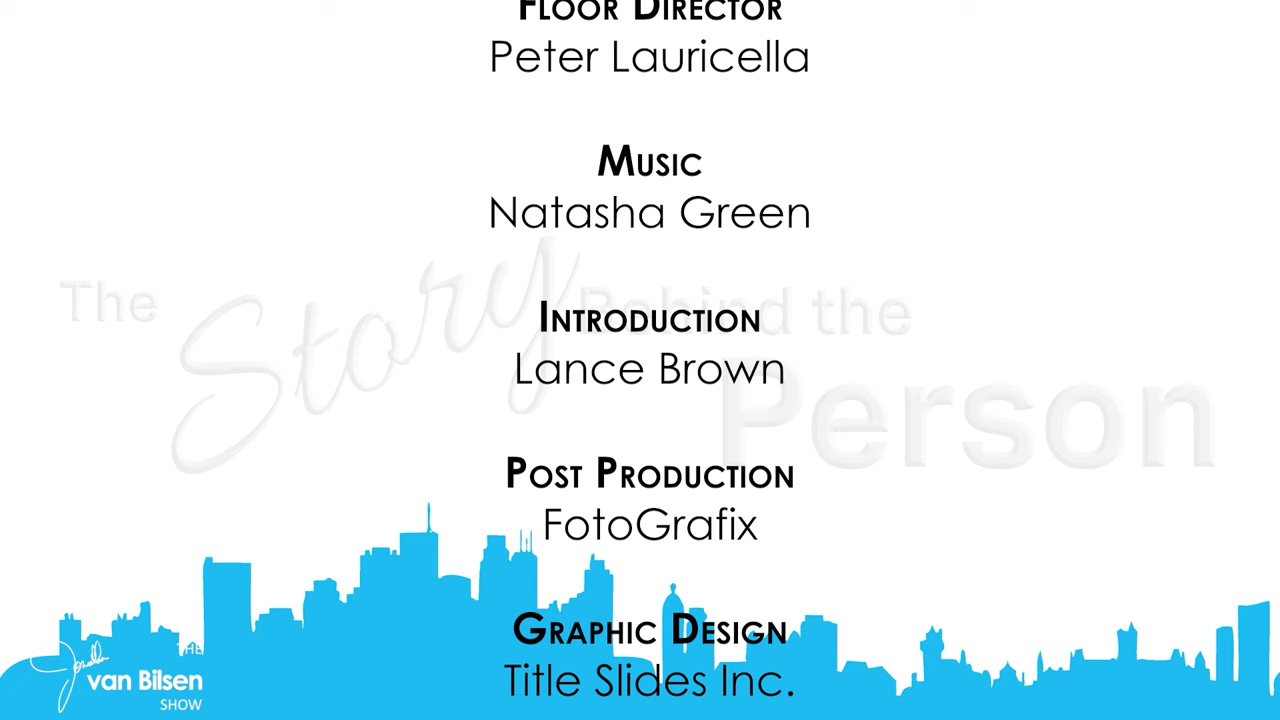 FLOOR DIRECTOR
Peter Lauricella
MUSIC
Natasha Green
The Story Behind the
Person
INTRODUCTION
Lance Brown
POST PRODUCTION
FotoGrafix
GRAPHIC DESIGN
Title Slides Inc.
THE
Jonathan
van Bilsen
SHOW